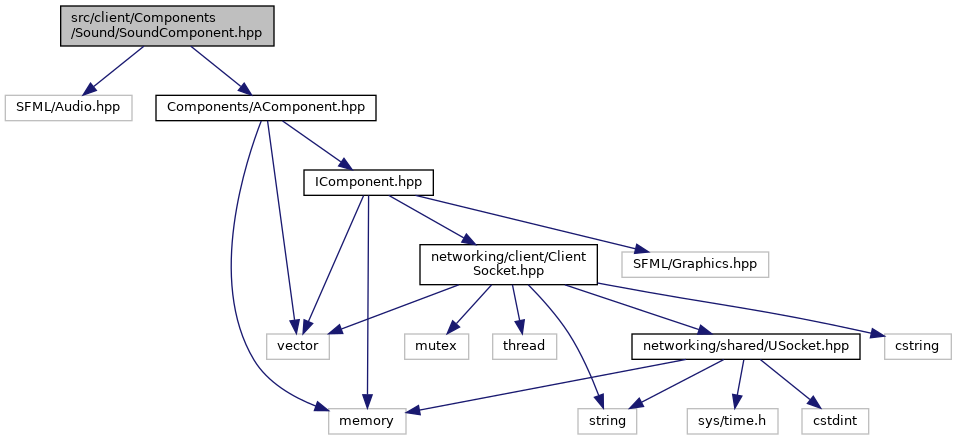 src/client/Components
/Sound/SoundComponent.hpp
SFML/Audio.hpp
Components/AComponent.hpp
IComponent.hpp
networking/client/Client
Socket.hpp
SFML/Graphics.hpp
vector
mutex
thread
networking/shared/USocket.hpp
cstring
memory
string
sys/time.h
cstdint